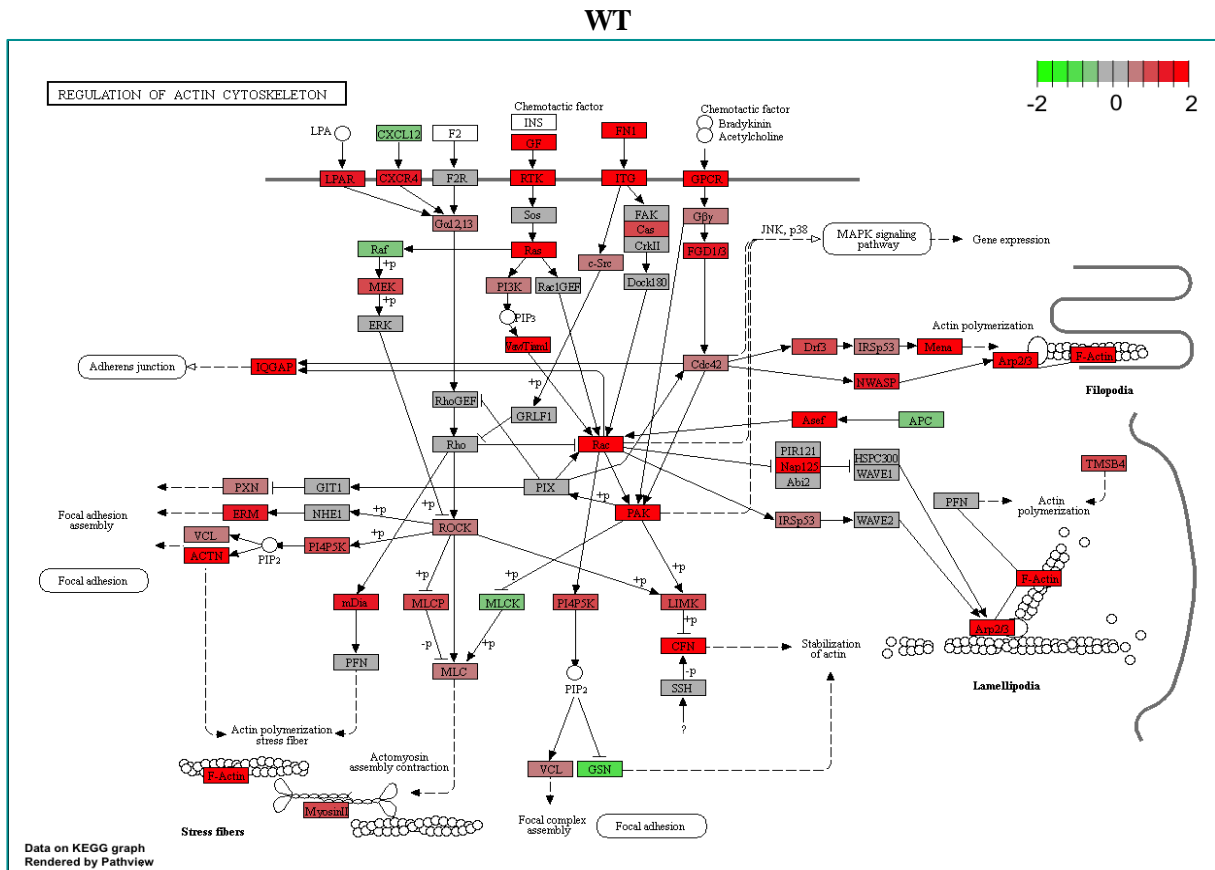 WT
REGULATION OF ACTIN CYTOSKELETON
-2 0 2
Chemotactic factor
Chemotactic factor
LPA
CXCL12
F2
INS
GF
FN1
Bradykinin
Acetylcholine
LPAR
CXCR4
F2R
RTK
ITG
GPCR
Gα12,13
Sos
FAK
Cas
CrkII
Gβγ
JNK, p38
MAPK signaling
pathway
Gene expression
Raf
Ras
c-Src
FGD1/3
+p
MEK
PI3K
Rac1GEF
Dock180
+p
ERK
PIP3
Vav/Tiam1
Actin polymerization
Adherens junction
IQGAP
Cdc42
Drf3
IRSp53
Mena
Arp2/3
F-Actin
+p
NWASP
Filopodia
RhoGEF
GRLF1
Asef
APC
Rho
Rac
PIR121
Nap125
Abi2
HSPC300
WAVE1
TMSB4
PXN
GIT1
PIX
PFN
Actin
polymerization
+p
+p
Focal adhesion
assembly
ERM
NHE1
+p
ROCK
PAK
IRSp53
WAVE2
VCL
ACTN
PIP2
PI4P5K
+p
Focal adhesion
+p
+p
+p
+p
F-Actin
mDia
MLCP
MLCK
PI4P5K
LIMK
+p
Arp2/3
-p
+p
CFN
Stabilization
of actin
PFN
MLC
-p
SSH
Lamellipodia
PIP2
?
Actin polymerization
stress fiber
Actomyosin
assembly contraction
F-Actin
VCL
GSN
MyosinII
Stress fibers
Focal complex
assembly
Focal adhesion
Data on KEGG graph
Rendered by Pathview